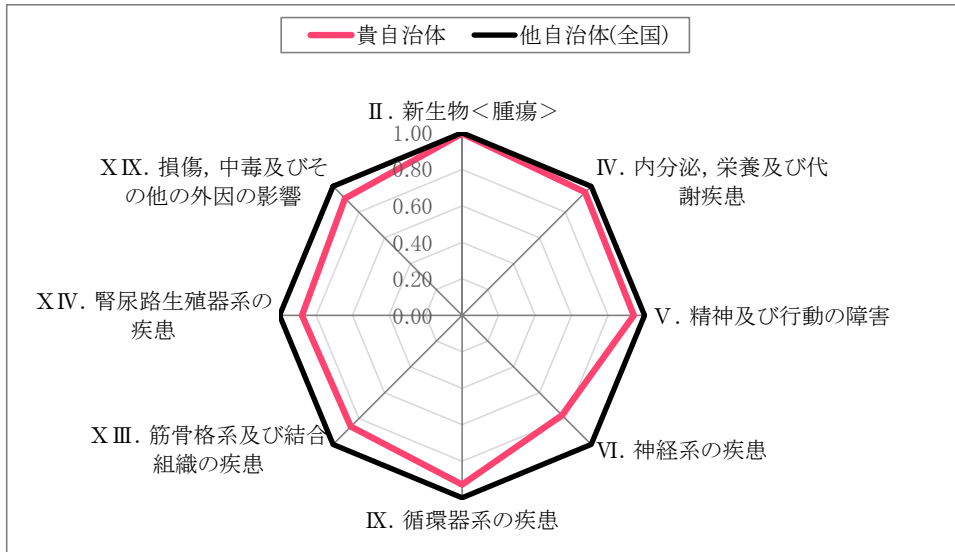 貴自治体 他自治体(全国)
Ⅱ. 新生物＜腫瘍＞
1.00
0.80
0.60
0.40
0.20
0.00
Ⅳ. 内分泌, 栄養及び代
謝疾患
Ⅴ. 精神及び行動の障害
Ⅵ. 神経系の疾患
Ⅸ. 循環器系の疾患
ⅩⅢ. 筋骨格系及び結合
組織の疾患
ⅩⅣ. 腎尿路生殖器系の
疾患
ⅩⅨ. 損傷, 中毒及びそ
の他の外因の影響